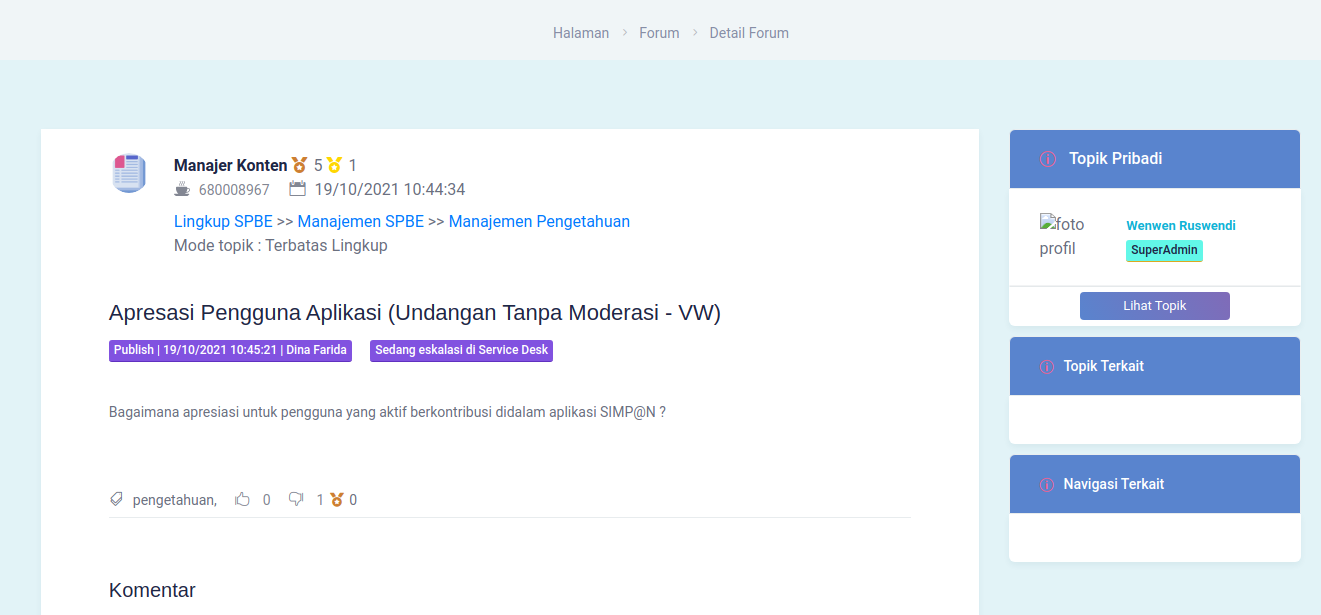 Halaman > Forum > Detail Forum
Manajer Konten 5 1
680008967 19/10/2021 10:44:34
Lingkup SPBE >> Manajemen SPBE >> Manajemen Pengetahuan
Mode topik : Terbatas Lingkup
Apresasi Pengguna Aplikasi (Undangan Tanpa Moderasi - VW)
Publish | 19/10/2021 10:45:21 | Dina Farida Sedang eskalasi di Service Desk
Bagaimana apresiasi untuk pengguna yang aktif berkontribusi didalam aplikasi SIMP@N ?
pengetahuan, 0 1 0
Komentar
Topik Pribadi
foto
profil
Wenwen Ruswendi
SuperAdmin
Lihat Topik
Topik Terkait
Navigasi Terkait